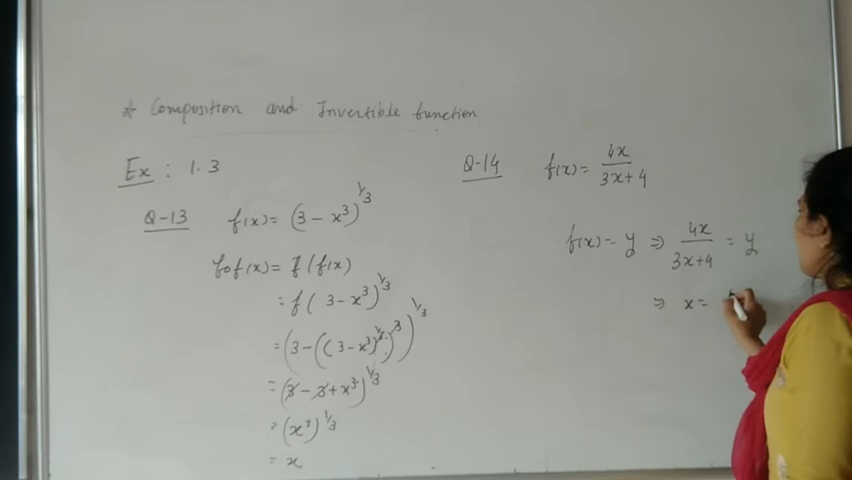 * Composition and Invertible function
Ex : 1.3
Q-13 f(x)= (3 - x³)^1/3
fof(x)= f(f(x)
= f( 3 - x³)^1/3
= (3 - ((3 - x³)^1/3)^3)^1/3
= (3 - 3 + x³)^1/3
= (x³)^1/3
= x
Q-14 f(x)= 4x/3x+4
f(x)= y ⇒ 4x/3x+4 = y
⇒ x=